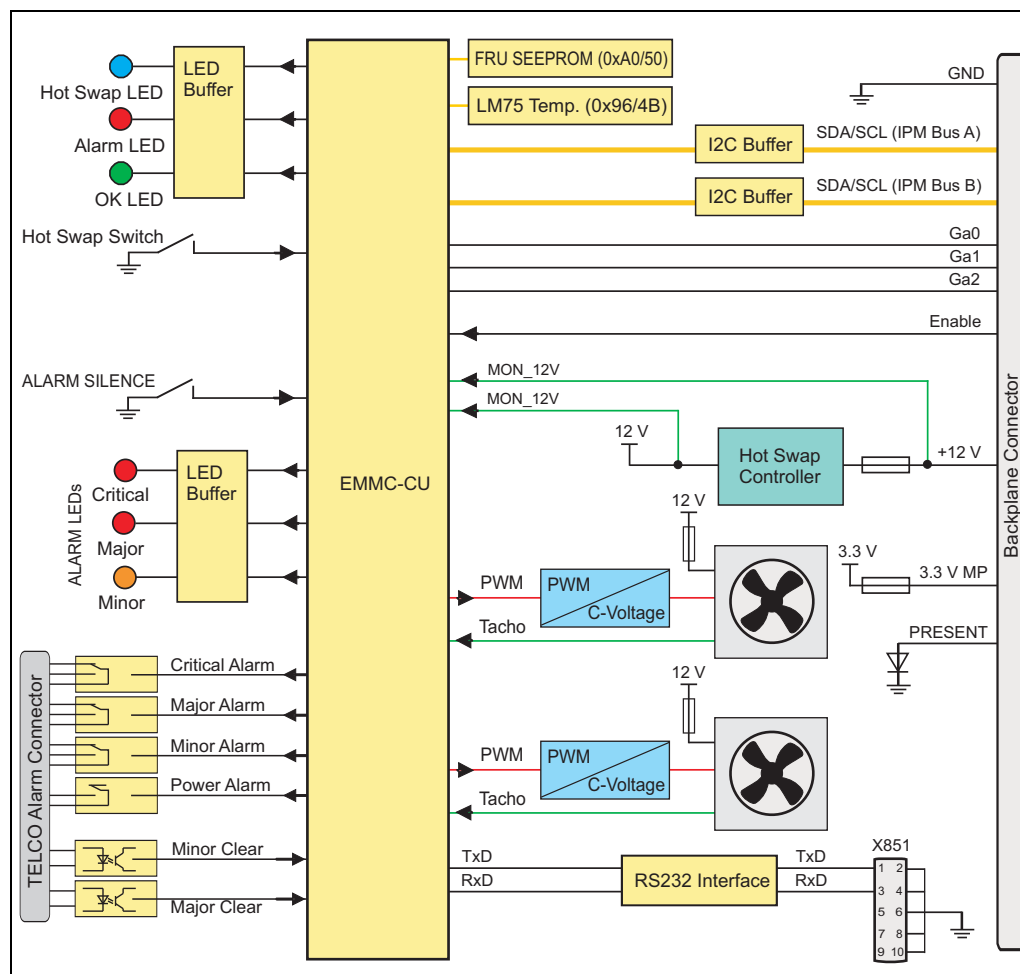 LED
Buffer
Hot Swap LED
Alarm LED
OK LED
Hot Swap Switch
ALARM SILENCE
ALARM LEDs
LED
Buffer
Critical
Major
Minor
TELCO Alarm Connector
Critical Alarm
Major Alarm
Minor Alarm
Power Alarm
Minor Clear
Major Clear
EMMC-CU
FRU SEEPROM (0xA0/50)
LM75 Temp. (0x96/4B)
GND
I2C Buffer
SDA/SCL (IPM Bus A)
I2C Buffer
SDA/SCL (IPM Bus B)
Ga0
Ga1
Ga2
Enable
MON_12V
MON_12V
12 V
Hot Swap
Controller
+12 V
12 V
PWM
PWM
C-Voltage
Tacho
3.3 V
3.3 V MP
PRESENT
12 V
PWM
PWM
C-Voltage
Tacho
TxD
RxD
RS232 Interface
TxD
RxD
X851
1 2
3 4
5 6
7 8
9 10
Backplane Connector